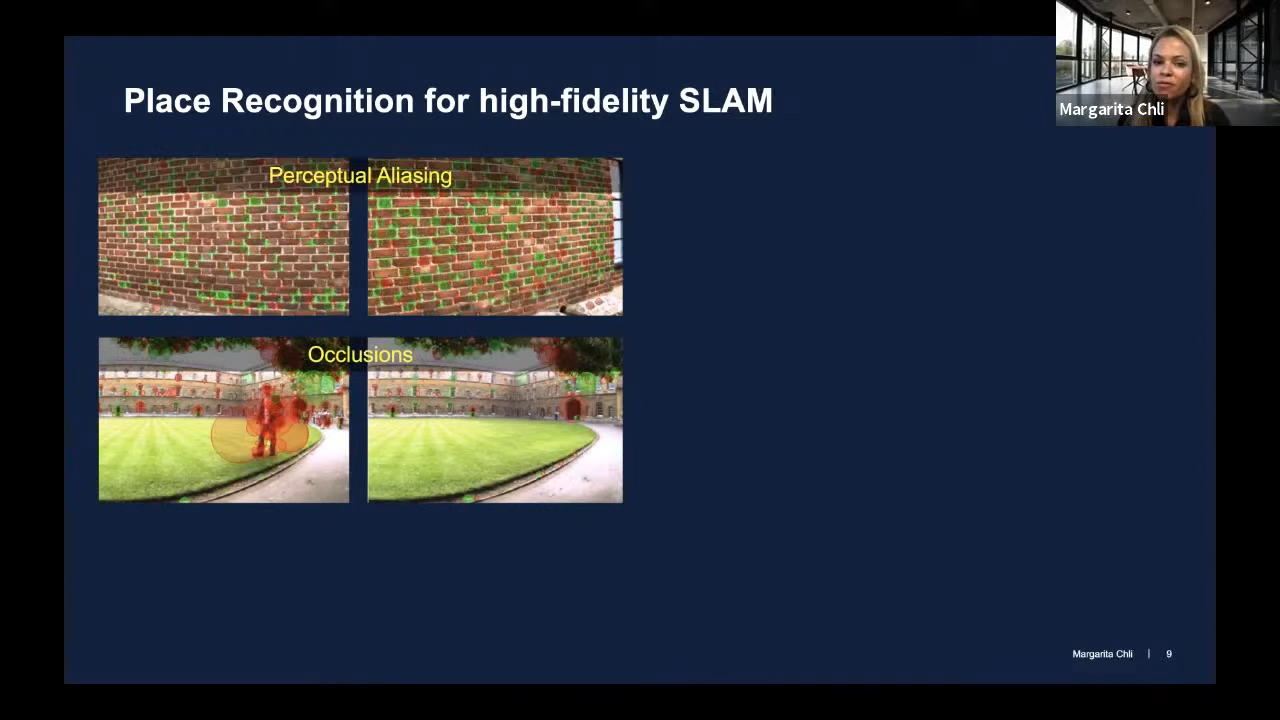 Place Recognition for high-fidelity SLAM
Margarita Chli
Perceptual Aliasing
Occlusions
Margarita Chli | 9